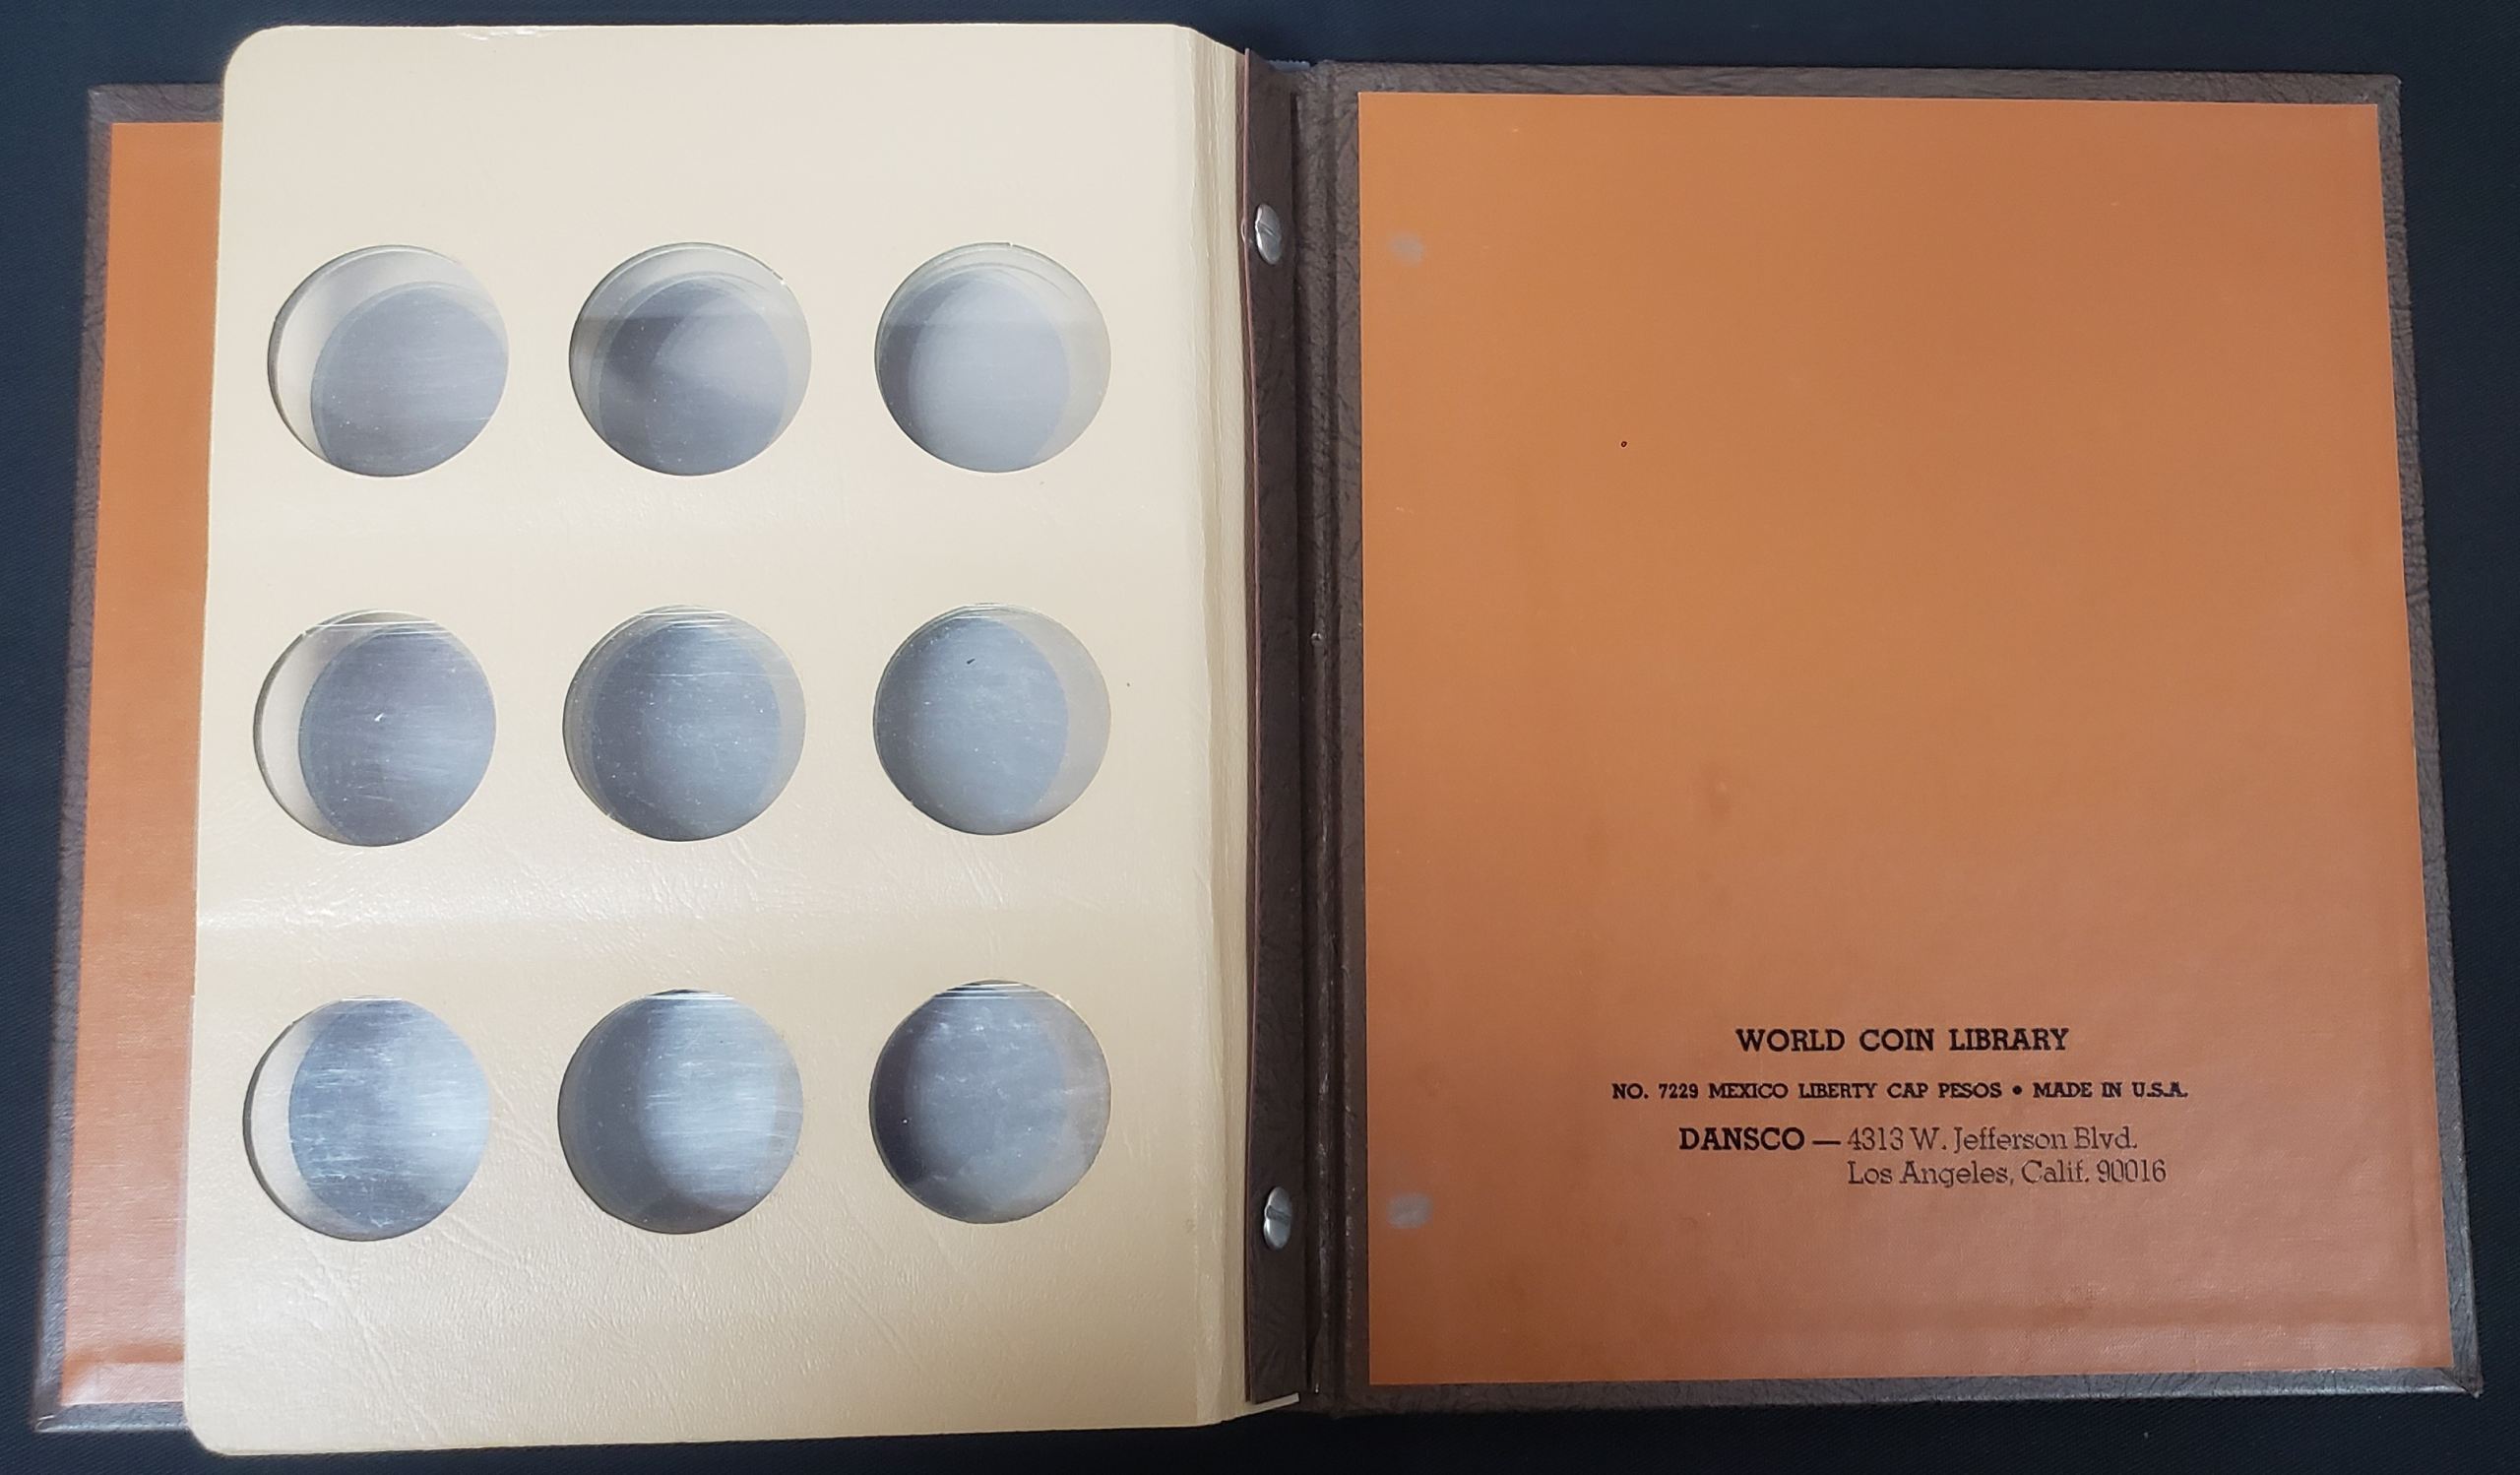 WORLD COIN LIBRARY
NO. 7229 MEXICO LIBERTY CAP PESOS • MADE IN U.S.A.
DANSCO — 4313 W. Jefferson Blvd.
Los Angeles, Calif. 90016